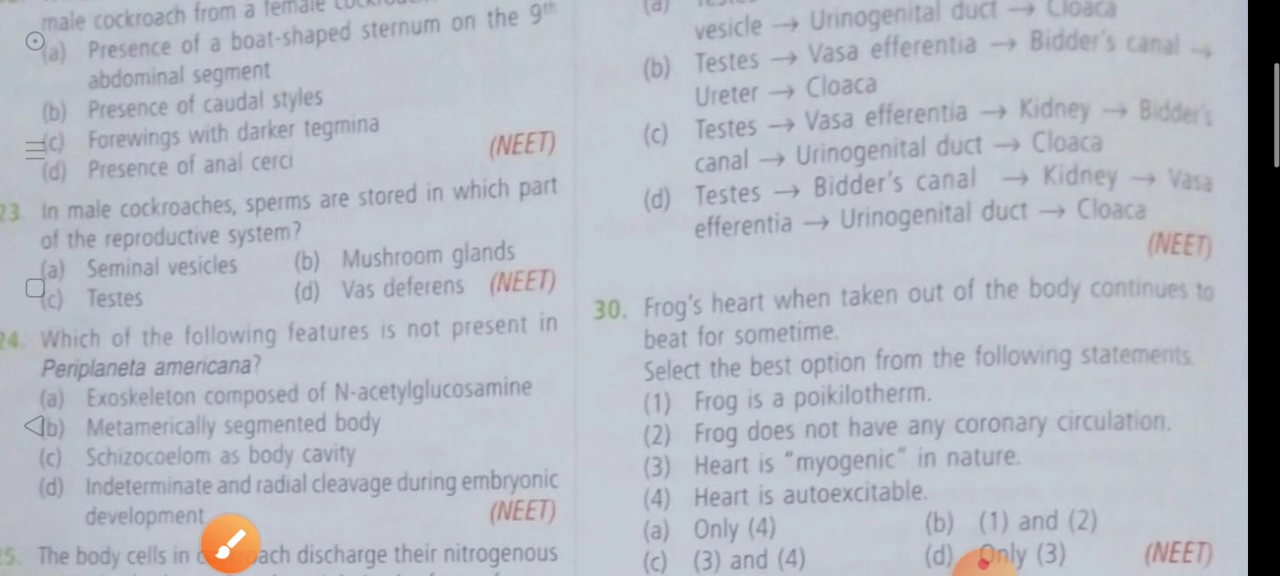 male cockroach from a female
(a) Presence of a boat-shaped sternum on the 9th
abdominal segment
(b) Presence of caudal styles
(c) Forewings with darker tegmina
(d) Presence of anal cerci (NEET)
23. In male cockroaches, sperms are stored in which part
of the reproductive system?
(a) Seminal vesicles (b) Mushroom glands
(c) Testes (d) Vas deferens (NEET)
24. Which of the following features is not present in
Periplaneta americana?
(a) Exoskeleton composed of N-acetylglucosamine
(b) Metamerically segmented body
(c) Schizocoelom as body cavity
(d) Indeterminate and radial cleavage during embryonic
development (NEET)
25. The body cells in discharge their nitrogenous
(a)
vesicle → Urinogenital duct → Cloaca
(b) Testes → Vasa efferentia → Bidder's canal →
Ureter → Cloaca
(c) Testes → Vasa efferentia → Kidney → Bidder's
canal → Urinogenital duct → Cloaca
(d) Testes → Bidder's canal → Kidney → Vasa
efferentia → Urinogenital duct → Cloaca
(NEET)
30. Frog's heart when taken out of the body continues to
beat for sometime.
Select the best option from the following statements.
(1) Frog is a poikilotherm.
(2) Frog does not have any coronary circulation.
(3) Heart is "myogenic" in nature.
(4) Heart is autoexcitable.
(a) Only (4) (b) (1) and (2)
(c) (3) and (4) (d) Only (3) (NEET)